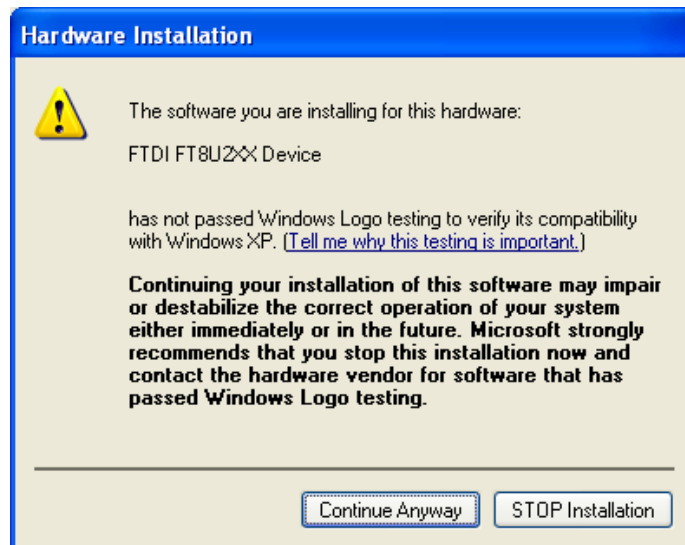 Hardware Installation
The software you are installing for this hardware:
FTDI FT8U2XX Device
has not passed Windows Logo testing to verify its compatibility
with Windows XP. (Tell me why this testing is important.)
Continuing your installation of this software may impair
or destabilize the correct operation of your system
either immediately or in the future. Microsoft strongly
recommends that you stop this installation now and
contact the hardware vendor for software that has
passed Windows Logo testing.
Continue Anyway
STOP Installation